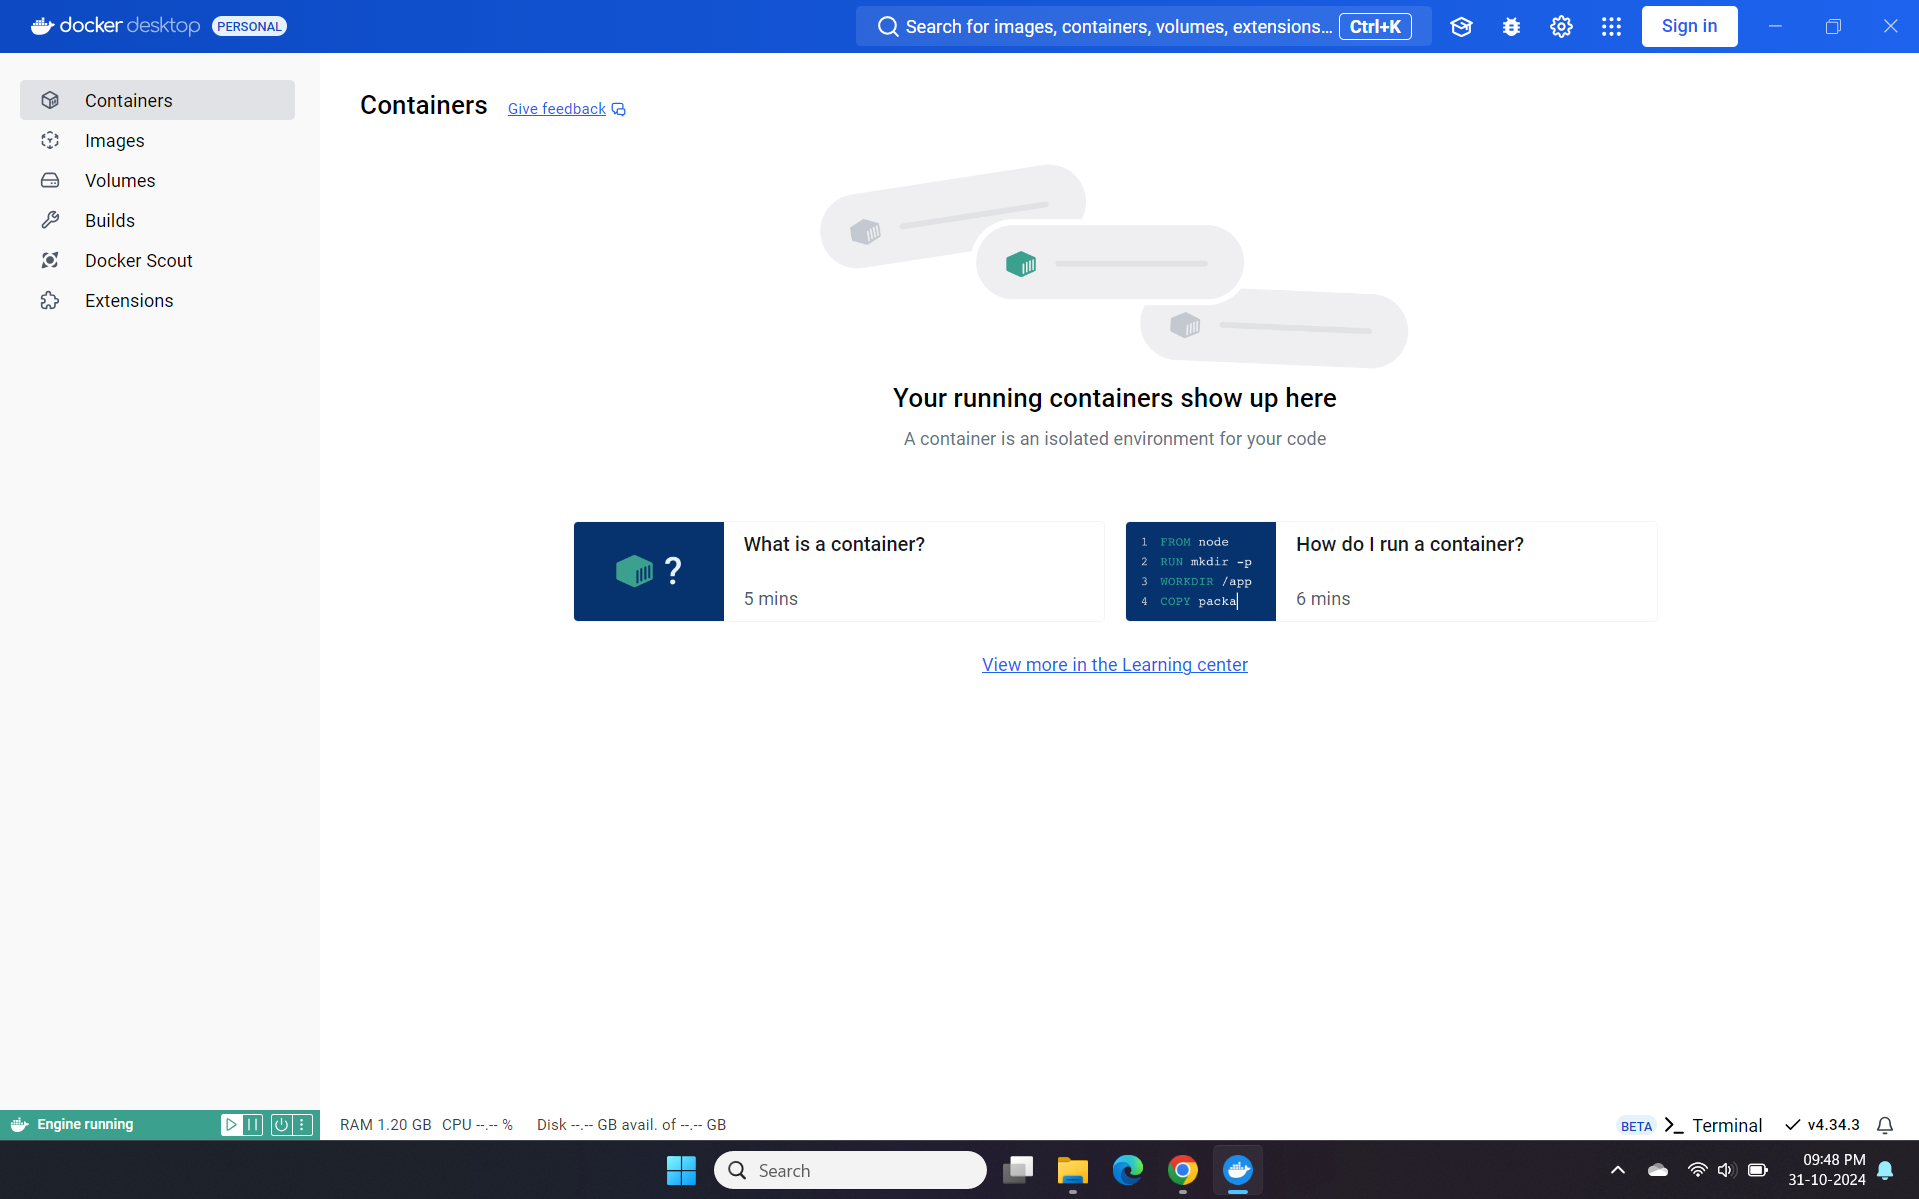 docker desktop PERSONAL
Search for images, containers, volumes, extensions... Ctrl+K
Sign in
Containers
Images
Volumes
Builds
Docker Scout
Extensions
Containers Give feedback
Your running containers show up here
A container is an isolated environment for your code
?
What is a container?
5 mins
1 FROM node
2 RUN mkdir -p
3 WORKDIR /app
4 COPY packa
How do I run a container?
6 mins
View more in the Learning center
Engine running
RAM 1.20 GB CPU --.-- % Disk --.-- GB avail. of --.-- GB
BETA >_ Terminal v4.34.3
Search
09:48 PM
31-10-2024